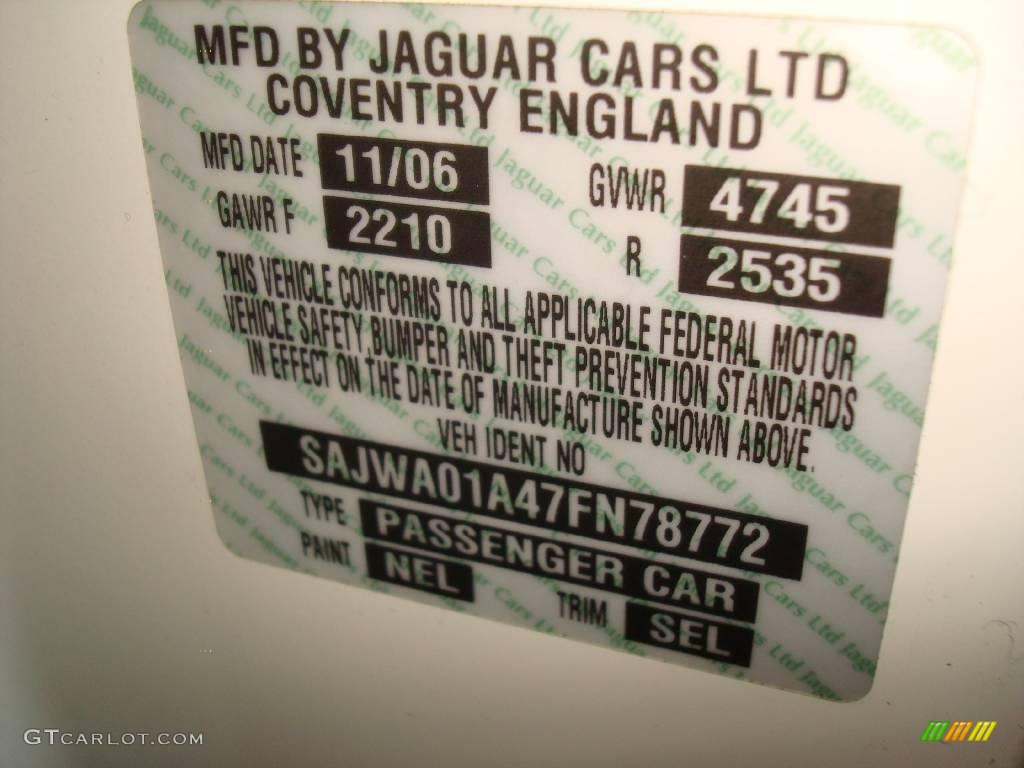 MFD BY JAGUAR CARS LTD
COVENTRY ENGLAND
MFD DATE 11/06 GVWR 4745
GAWR F 2210 R 2535
THIS VEHICLE CONFORMS TO ALL APPLICABLE FEDERAL MOTOR
VEHICLE SAFETY BUMPER AND THEFT PREVENTION STANDARDS
IN EFFECT ON THE DATE OF MANUFACTURE SHOWN ABOVE.
VEH IDENT NO
SAJWA01A47FN78772
TYPE PASSENGER CAR
PAINT NEL TRIM SEL
GTCARLOT.COM